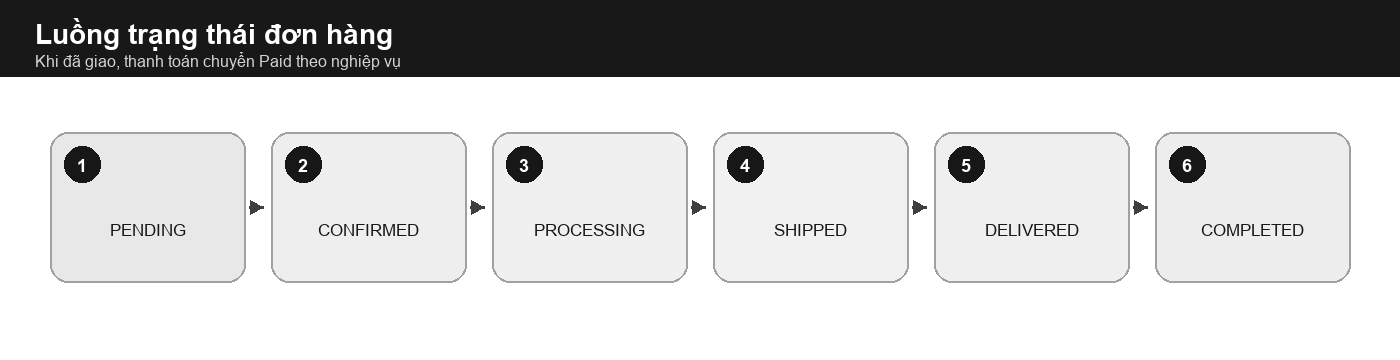 Luồng trạng thái đơn hàng
Khi đã giao, thanh toán chuyển Paid theo nghiệp vụ
1
PENDING
2
CONFIRMED
3
PROCESSING
4
SHIPPED
5
DELIVERED
6
COMPLETED